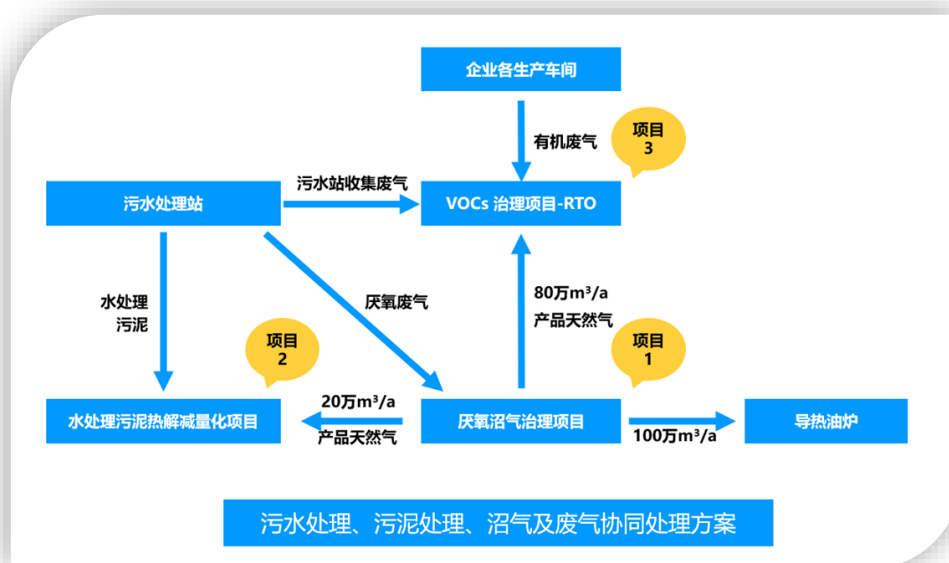 企业各生产车间
有机废气
项目
3
污水站收集废气
污水处理站
VOCs 治理项目-RTO
水处理
污泥
厌氧废气
80万m³/a
产品天然气
项目
2
项目
1
20万m³/a
水处理污泥热解减量化项目
产品天然气
厌氧沼气治理项目
100万m³/a
导热油炉
污水处理、污泥处理、沼气及废气协同处理方案